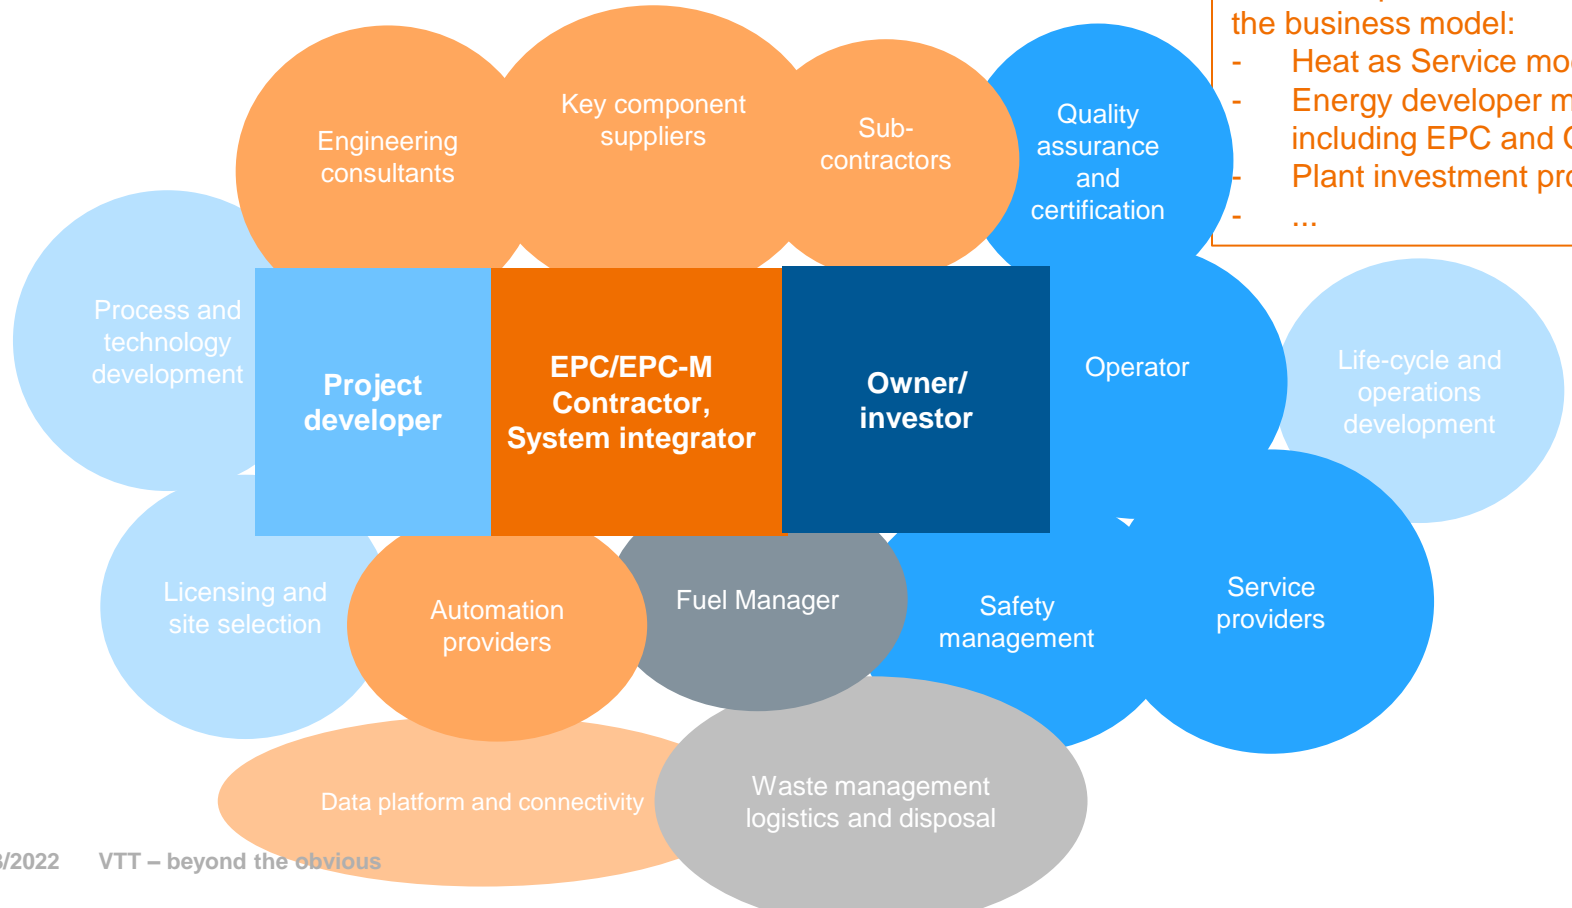 the business model:
- Heat as Service
- Energy developer
including EPC and
- Plant investment
- ...
Key component
suppliers
Engineering
consultants
Sub-
contractors
Quality
assurance
and
certification
Process and
technology
development
Project
developer
EPC/EPC-M
Contractor,
System integrator
Owner/
investor
Operator
Life-cycle and
operations
development
Licensing and
site selection
Automation
providers
Fuel Manager
Safety
management
Service
providers
Data platform and connectivity
Waste management
logistics and disposal
/2022 VTT – beyond the obvious